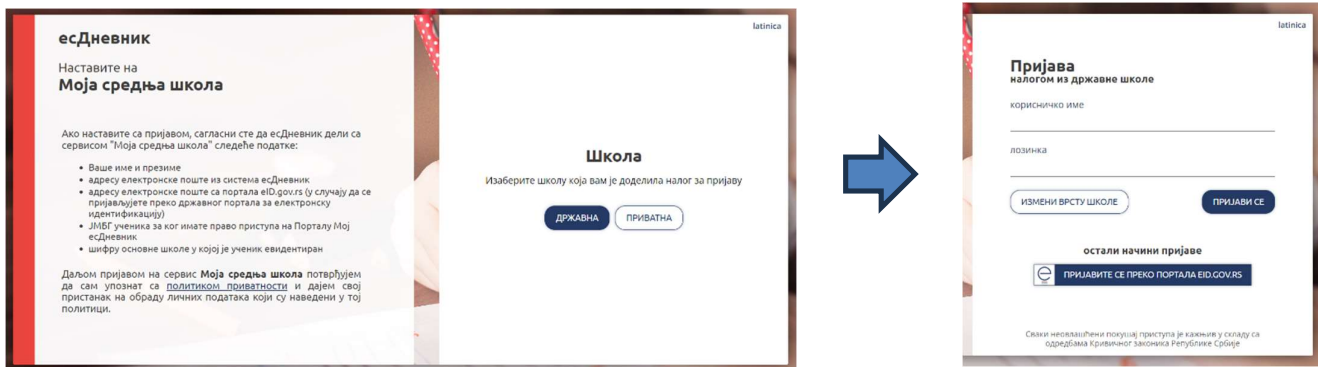 есДневник
Наставите на
Моја средња школа
Ако наставите са пријавом, сагласни сте да есДневник дели са
сервисом "Моја средња школа" следеће податке:
• Ваше име и презиме
• адресу електронске поште из система есДневник
• адресу електронске поште са портала eID.gov.rs (у случају да се
пријављујете преко државног портала за електронску
идентификацију)
• ЈМБГ ученика за ког имате право приступа на Порталу Мој
есДневник
• шифру основне школе у којој је ученик евидентиран
Даљом пријавом на сервис Моја средња школа потврђујем
да сам упознат са политиком приватности и дајем свој
пристанак на обраду личних података који су наведени у тој
политици.
latinica
Школа
Изаберите школу која вам је доделила налог за пријаву
ДРЖАВНА ПРИВАТНА
latinica
Пријава
налогом из државне школе
корисничко име
лозинка
ИЗМЕНИ ВРСТУ ШКОЛЕ ПРИЈАВИ СЕ
остали начини пријаве
ПРИЈАВИТЕ СЕ ПРЕКО ПОРТАЛА EID.GOV.RS
Сваки неовлашћени покушај приступа је кажњив у складу са
одредбама Кривичног законика Републике Србије